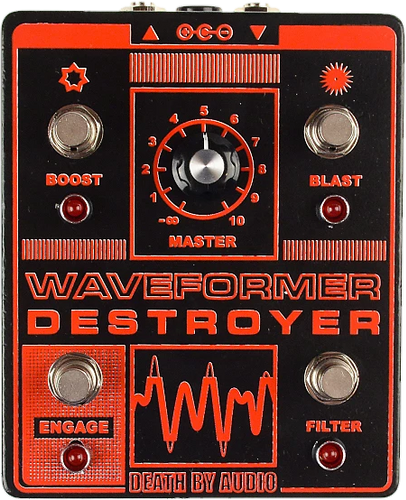 BOOST
BLAST
-∞ 1 2 3 4 5 6 7 8 9 10
MASTER
WAVEFORMER
DESTROYER
ENGAGE
FILTER
DEATH BY AUDIO